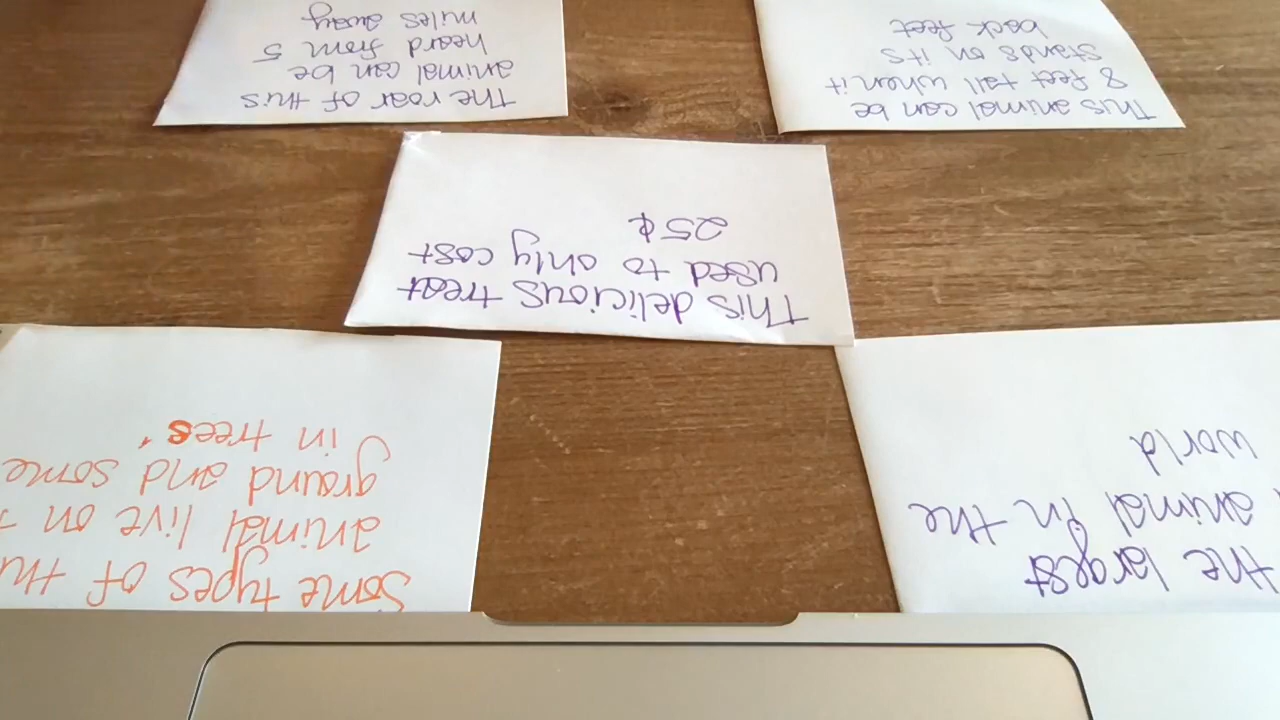 The roar of this
animal can be
heard from 5
miles away
This animal can be
8 feet tall when it
stands on it's
back feet
This delicious treat
used to only cost
25¢
Some types of
animal live on
ground and some
in trees.
the largest
animal in the
world